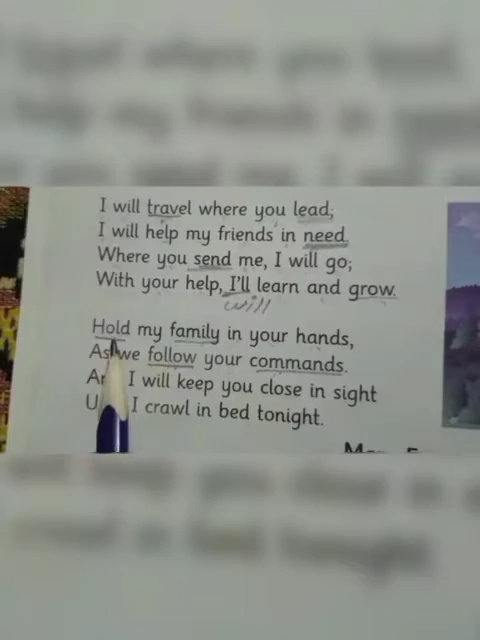 I will travel where you lead;
I will help my friends in need.
Where you send me, I will go;
With your help, I'll learn and grow.
will
Hold my family in your hands,
As we follow your commands.
I will keep you close in sight
I crawl in bed tonight.